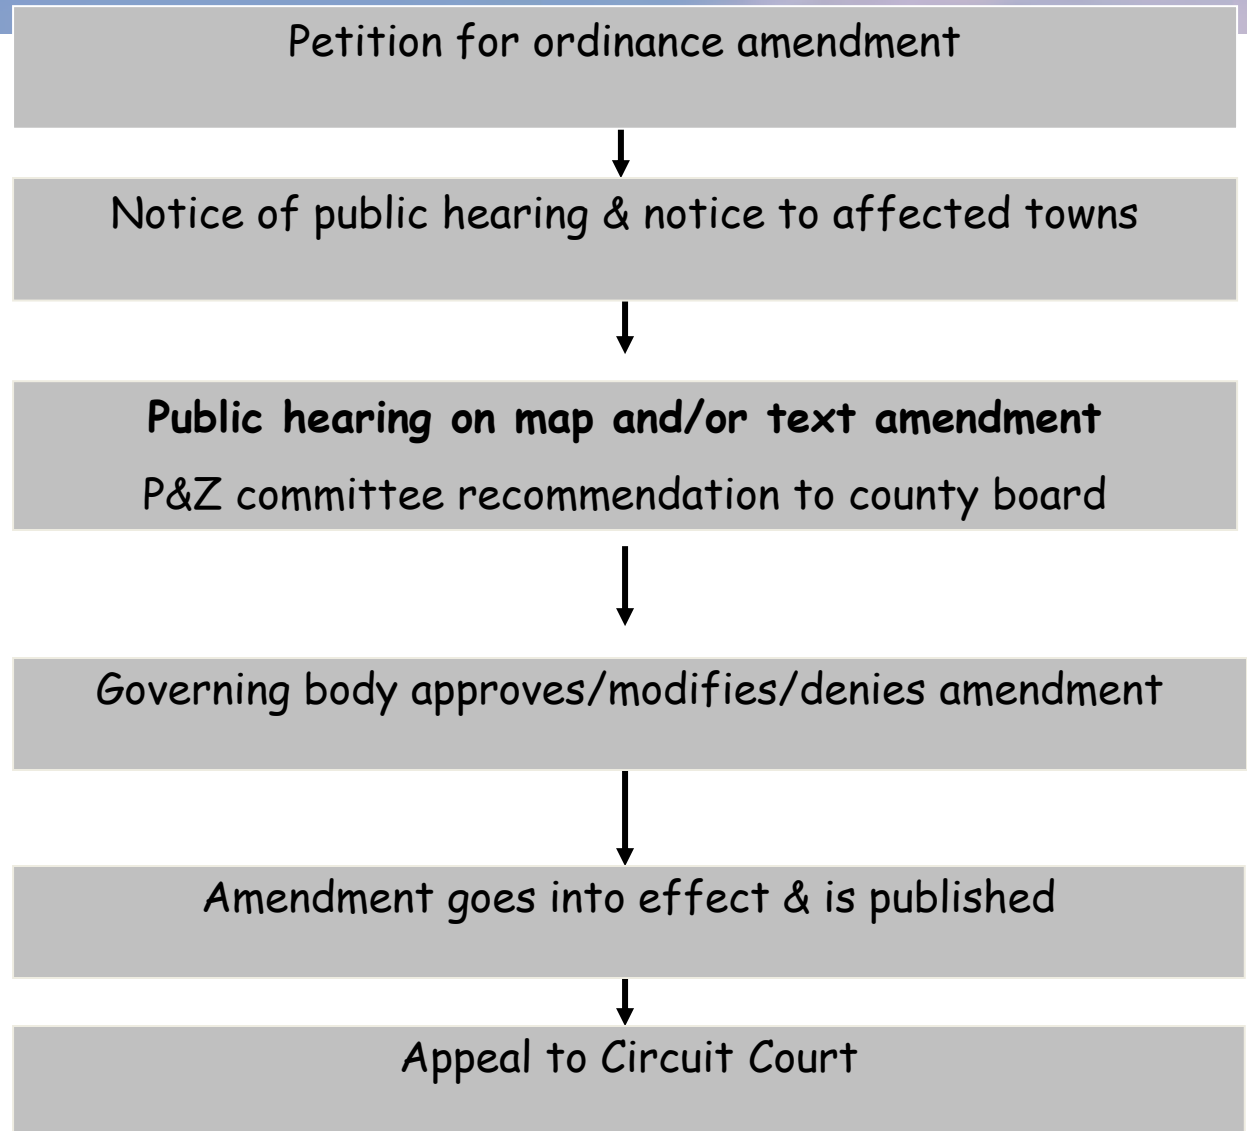 Petition for ordinance amendment
Notice of public hearing & notice to affected towns
Public hearing on map and/or text amendment
P&Z committee recommendation to county board
Governing body approves/modifies/denies amendment
Amendment goes into effect & is published
Appeal to Circuit Court